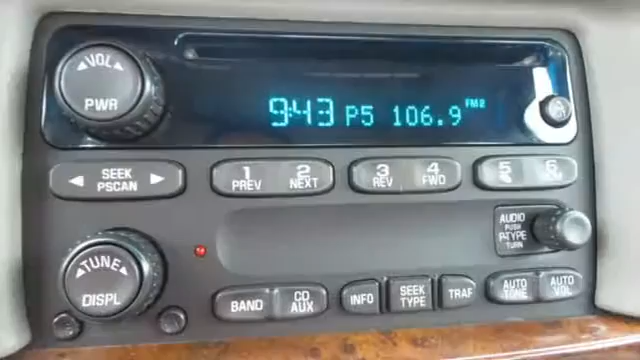 VOL
PWR
9:43 P5 106.9 FM2
SEEK
PSCAN
1 PREV
2 NEXT
3 REV
4 FWD
5
6
AUDIO
PUSH
P-TYPE
TURN
TUNE
DISPL
BAND
CD
AUX
INFO
SEEK
TYPE
TRAF
AUTO
TONE
AUTO
VOL